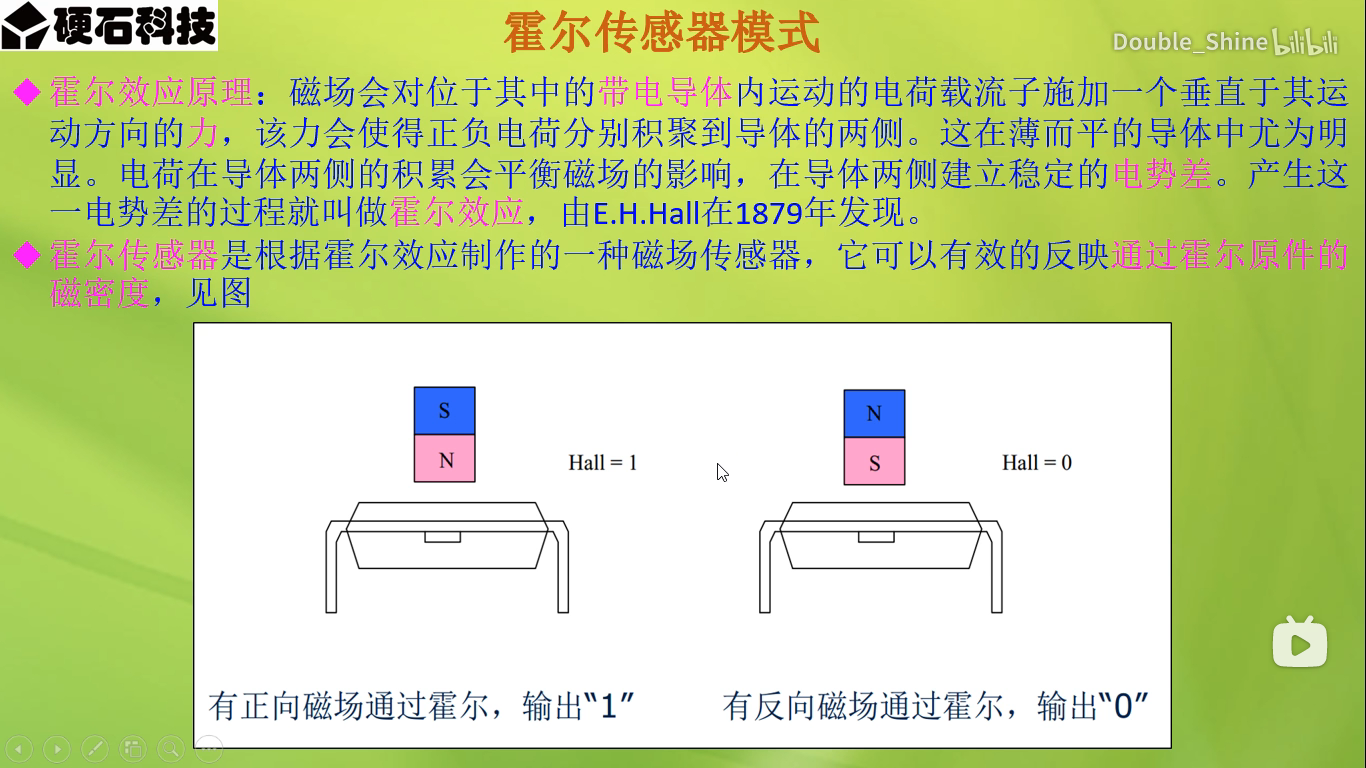 硬石科技
霍尔传感器模式
Double_Shine bilibili
霍尔效应原理：磁场会对位于其中的带电导体内运动的电荷载流子施加一个垂直于其运
动方向的力，该力会使得正负电荷分别积聚到导体的两侧。这在薄而平的导体中尤为明
显。电荷在导体两侧的积累会平衡磁场的影响，在导体两侧建立稳定的电势差。产生这
一电势差的过程就叫做霍尔效应，由E.H.Hall在1879年发现。
霍尔传感器是根据霍尔效应制作的一种磁场传感器，它可以有效的反映通过霍尔原件的
磁密度，见图
S
N
Hall = 1
N
S
Hall = 0
有正向磁场通过霍尔，输出“1”
有反向磁场通过霍尔，输出“0”